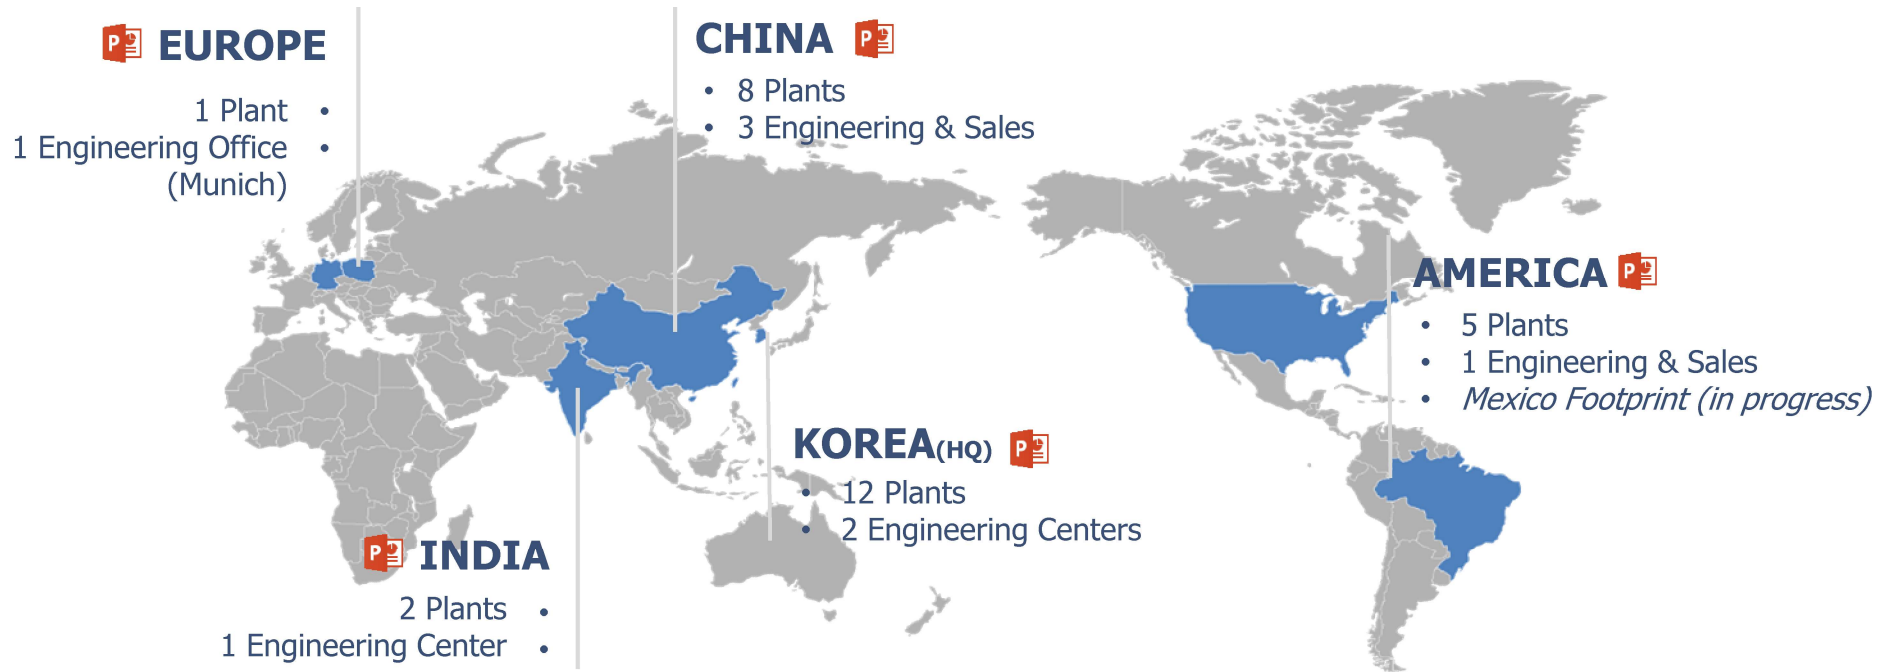 EUROPE
1 Plant •
1 Engineering Office •
(Munich)
CHINA
• 8 Plants
• 3 Engineering & Sales
AMERICA
• 5 Plants
• 1 Engineering & Sales
• Mexico Footprint (in progress)
KOREA(HQ)
• 12 Plants
• 2 Engineering Centers
INDIA
2 Plants •
1 Engineering Center •